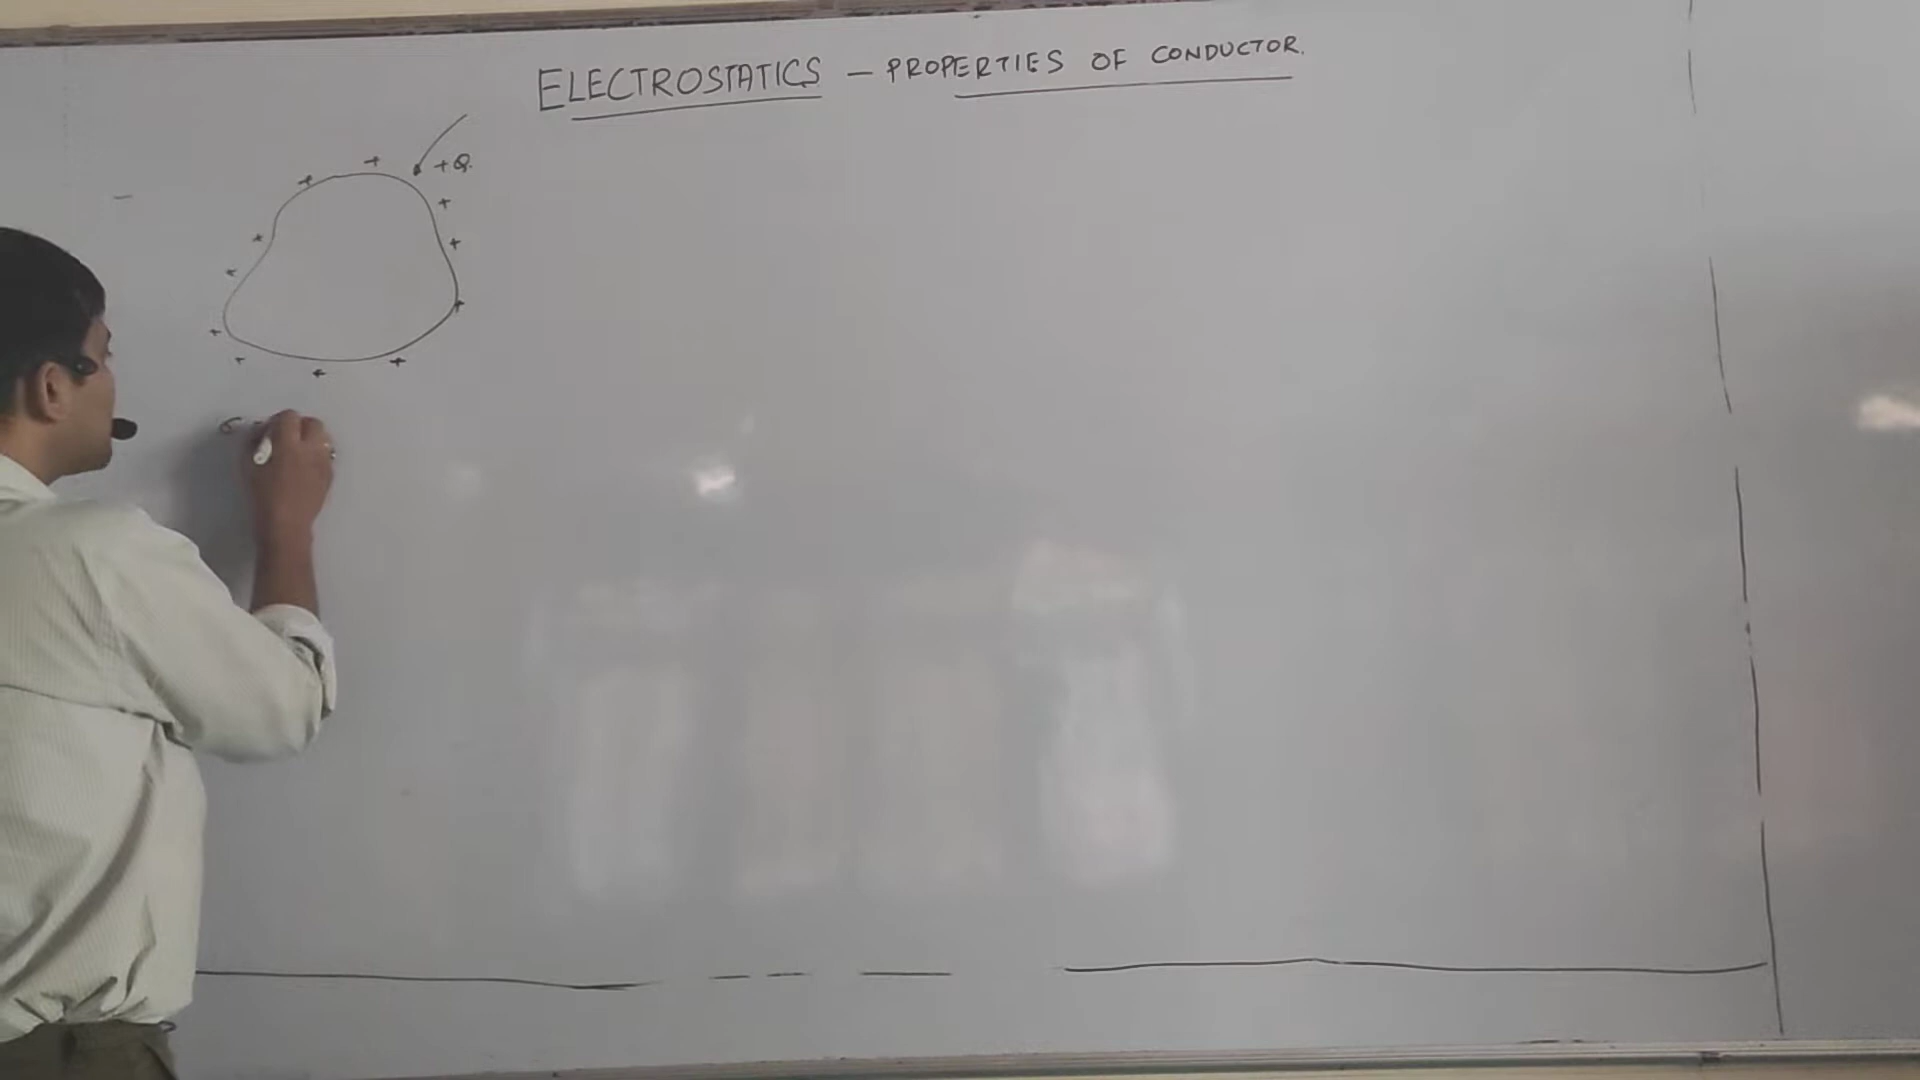 ELECTROSTATICS — PROPERTIES OF CONDUCTOR.
+Q.
σ =